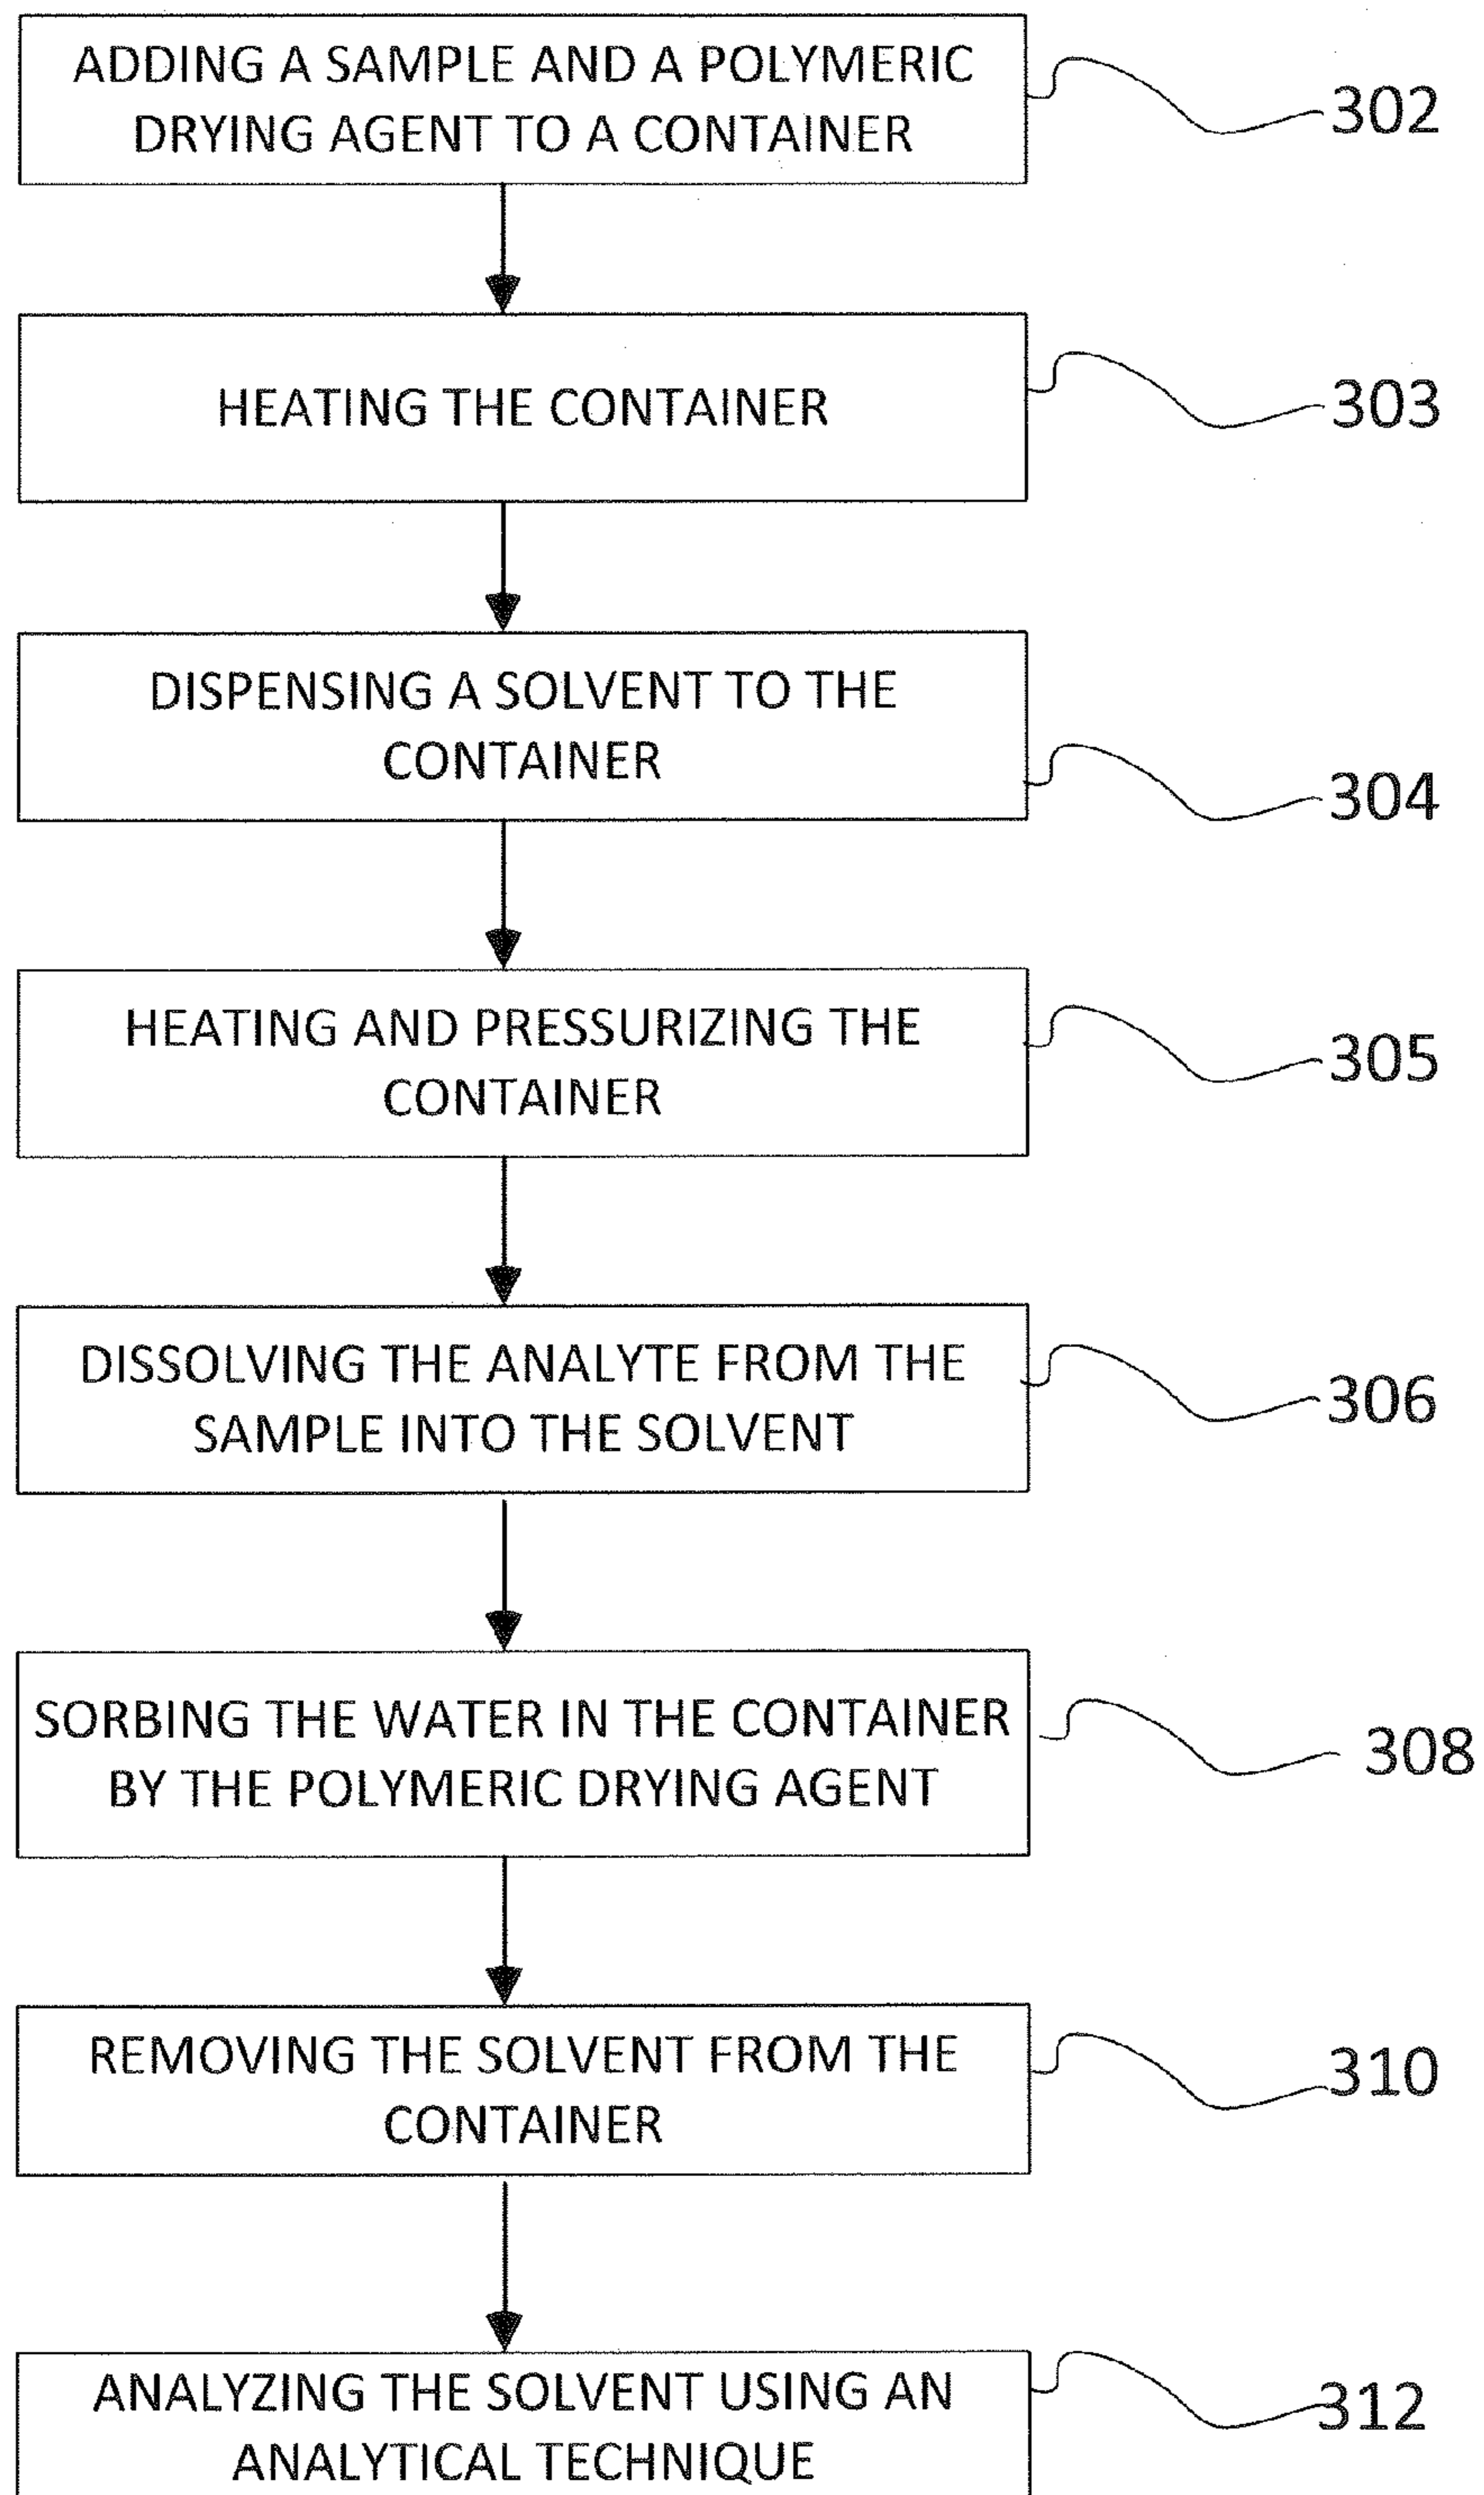 ADDING A SAMPLE AND A POLYMERIC
DRYING AGENT TO A CONTAINER
302
HEATING THE CONTAINER
303
DISPENSING A SOLVENT TO THE
CONTAINER
304
HEATING AND PRESSURIZING THE
CONTAINER
305
DISSOLVING THE ANALYTE FROM THE
SAMPLE INTO THE SOLVENT
306
SORBING THE WATER IN THE CONTAINER
BY THE POLYMERIC DRYING AGENT
308
REMOVING THE SOLVENT FROM THE
CONTAINER
310
ANALYZING THE SOLVENT USING AN
ANALYTICAL TECHNIQUE
312